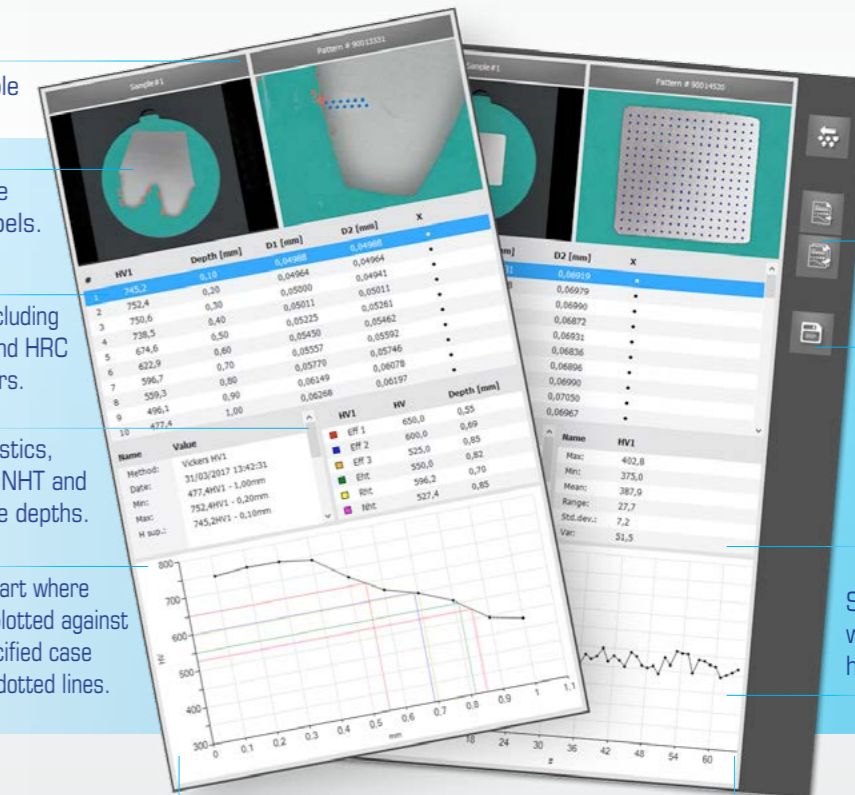 ple
e
bels.
cluding
nd HRC
rs.
stics,
NHT and
e depths.
art where
plotted against
cified case
dotted lines.
Sample#1
Pattern # 90013331
# HV1 Depth [mm] D1 [mm] D2 [mm] X
1 745,2 0,10 0,04988 0,04988 •
2 752,4 0,20 0,04964 0,04964 •
3 750,6 0,30 0,05000 0,04941 •
4 738,5 0,40 0,05011 0,05011 •
5 674,6 0,50 0,05225 0,05261 •
6 622,9 0,60 0,05450 0,05462 •
7 596,7 0,70 0,05557 0,05592 •
8 559,3 0,80 0,05770 0,05746 •
9 496,1 0,90 0,06149 0,06078 •
10 477,4 1,00 0,06268 0,06197 •
Name Value
Method: Vickers HV1
Date: 31/03/2017 13:42:31
Min: 477,4HV1 - 1,00mm
Max: 752,4HV1 - 0,20mm
H sup.: 745,2HV1 - 0,10mm
HV1 HV Depth [mm]
Eff 1 650,0 0,55
Eff 2 600,0 0,69
Eff 3 525,0 0,85
Eht 550,0 0,82
Rht 596,2 0,70
Nht 527,4 0,85
HV
800
700
600
500
400
300
0 0,1 0,2 0,3 0,4 0,5 0,6 0,7 0,8 0,9 1 1,1
mm
Sample#1
Pattern # 90014520
D2 [mm] X
0,06919 •
0,06979 •
0,06990 •
0,06872 •
0,06931 •
0,06836 •
0,06896 •
0,06990 •
0,07050 •
0,06967 •
Name HV1
Max: 402,8
Min: 375,0
Mean: 387,9
Range: 27,7
Std.dev.: 7,2
Var: 51,5
18 24 30 36 42 48 54 60
#
S
w
h